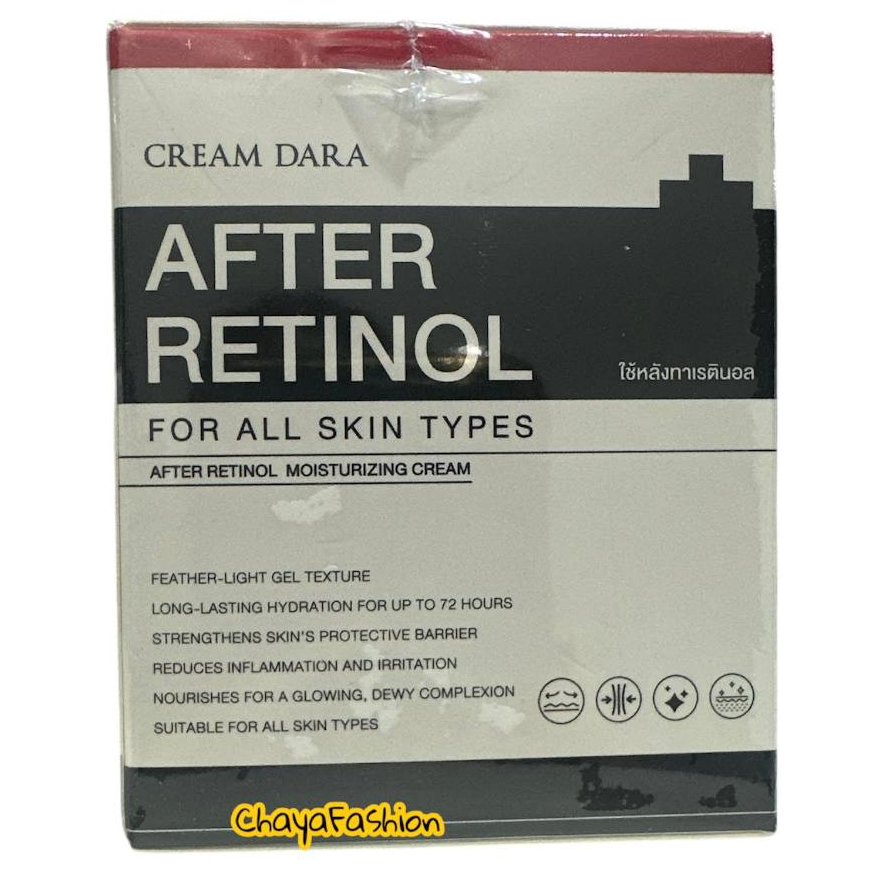 CREAM DARA
AFTER
RETINOL
ใช้หลังทาเรตินอล
FOR ALL SKIN TYPES
AFTER RETINOL MOISTURIZING CREAM
FEATHER-LIGHT GEL TEXTURE
LONG-LASTING HYDRATION FOR UP TO 72 HOURS
STRENGTHENS SKIN'S PROTECTIVE BARRIER
REDUCES INFLAMMATION AND IRRITATION
NOURISHES FOR A GLOWING, DEWY COMPLEXION
SUITABLE FOR ALL SKIN TYPES
ChayaFashion